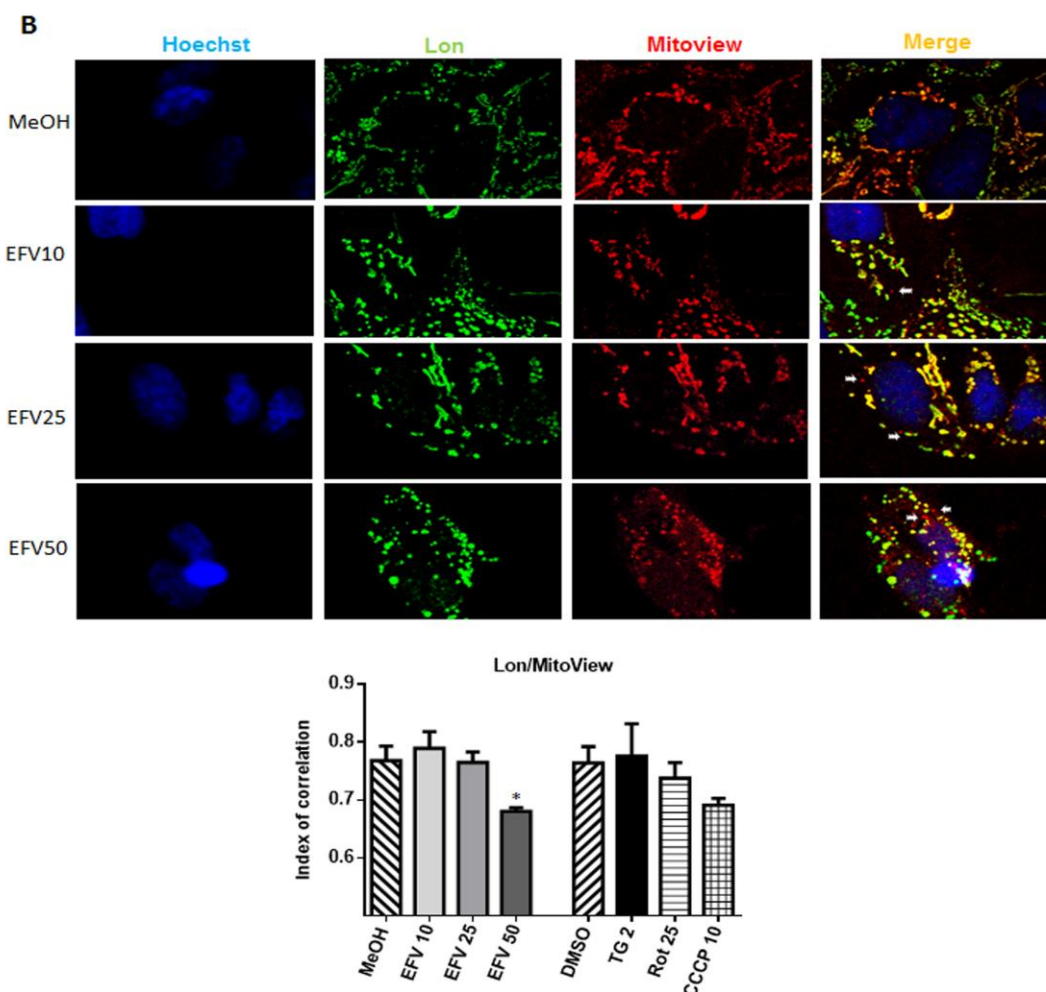 B
Hoechst Lon Mitoview Merge
MeOH
EFV10
EFV25
EFV50
Lon/MitoView
Index of correlation
0.9
0.8
0.7
0.6
*
MeOH EFV 10 EFV 25 EFV 50 DMSO TG 2 Rot 25 CCCP 10